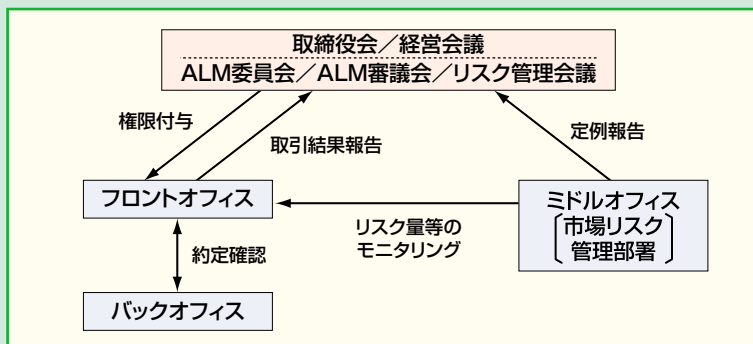 取締役会／経営会議
ALM委員会／ALM審議会／リスク管理会議
権限付与
取引結果報告
定例報告
フロントオフィス
リスク量等の
モニタリング
ミドルオフィス
市場リスク
管理部署
約定確認
バックオフィス